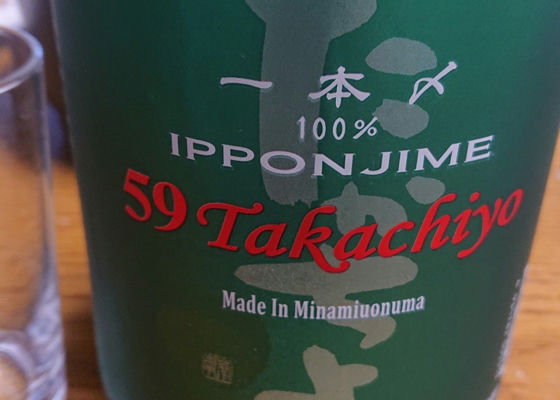 一本〆
100%
IPPONJIME
59 Takachiyo
Made In Minamiuonuma